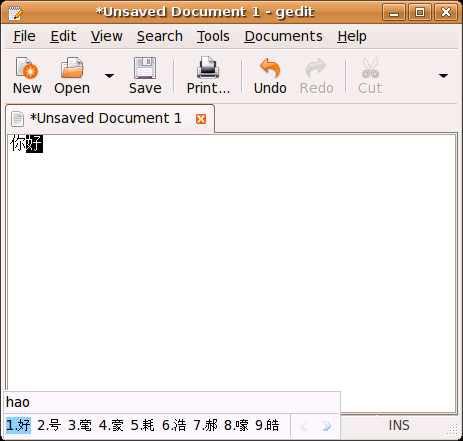 *Unsaved Document 1 - gedit
File Edit View Search Tools Documents Help
New Open Save Print... Undo Redo Cut
*Unsaved Document 1
你好
hao
1.好 2.号 3.毫 4. 5.耗 6.浩 7.郝 8.嚎 9.皓
INS